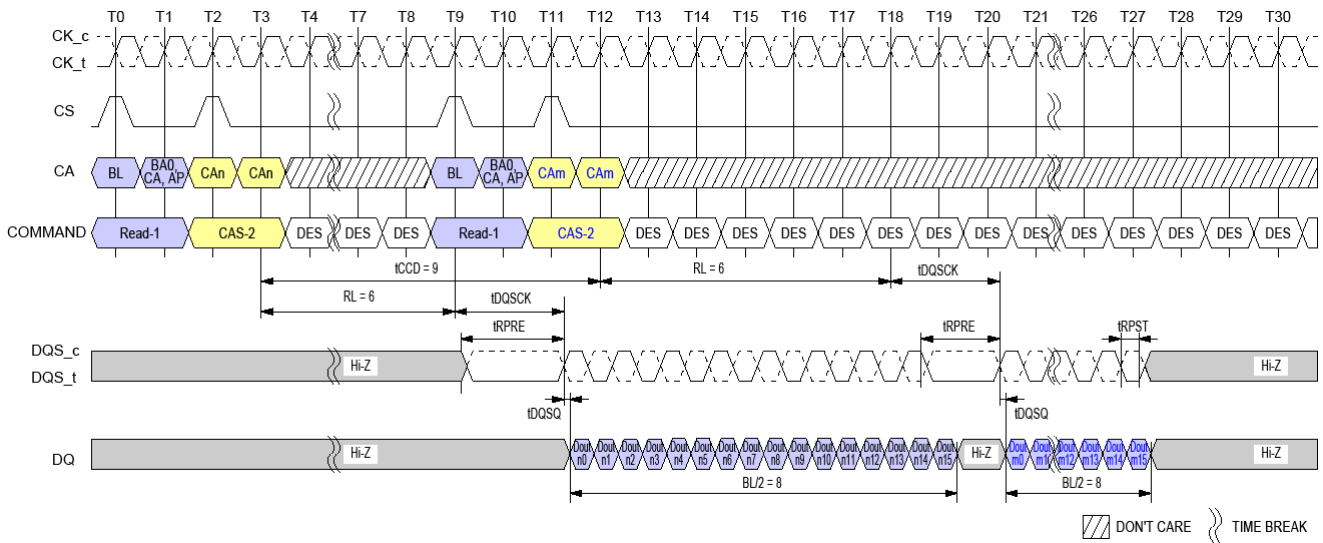 T0 T1 T2 T3 T4 T7 T8 T9 T10 T11 T12 T13 T14 T15 T16 T17 T18 T19 T20 T21 T26 T27 T28 T29 T30
CK_c
CK_t
CS
CA BL BA0, CA, AP CAn CAn BL BA0, CA, AP CAm CAm
COMMAND Read-1 CAS-2 DES DES DES Read-1 CAS-2 DES DES DES DES DES DES DES DES DES DES DES DES DES DES
tCCD = 9 RL = 6 tDQSCK
RL = 6 tDQSCK
tRPRE tRPRE tRPST
DQS_c
DQS_t
Hi-Z Hi-Z
tDQSQ tDQSQ
DQ Hi-Z Dout n0 Dout n1 Dout n2 Dout n3 Dout n4 Dout n5 Dout n6 Dout n7 Dout n8 Dout n9 Dout n10 Dout n11 Dout n12 Dout n13 Dout n14 Dout n15 Hi-Z Dout m0 Dout m10 Dout m12 Dout m13 Dout m14 Dout m15 Hi-Z
BL/2 = 8 BL/2 = 8
DON'T CARE TIME BREAK